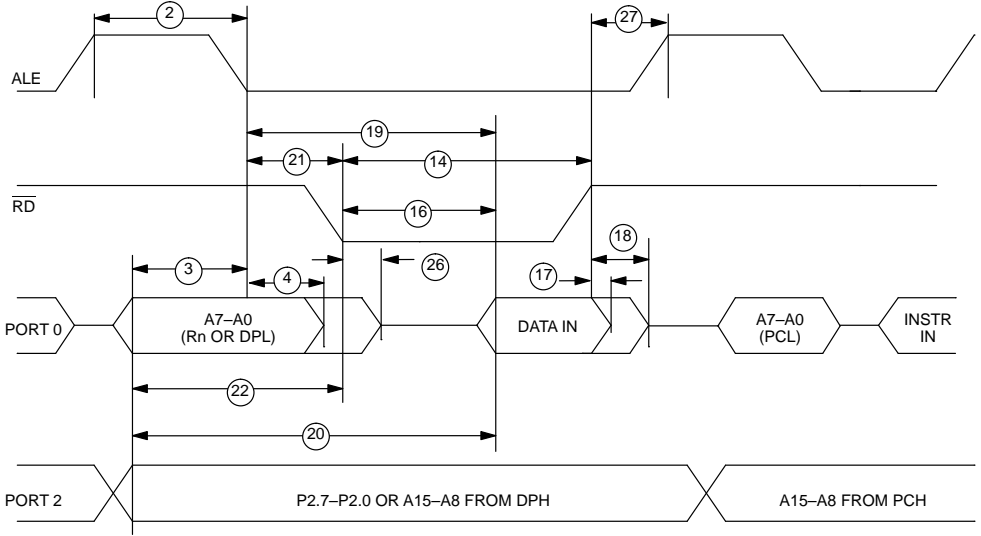 2
27
ALE
19
21
14
RD
16
18
3
4
26
17
PORT 0
A7–A0
(Rn OR DPL)
DATA IN
A7–A0
(PCL)
INSTR
IN
22
20
PORT 2
P2.7–P2.0 OR A15–A8 FROM DPH
A15–A8 FROM PCH